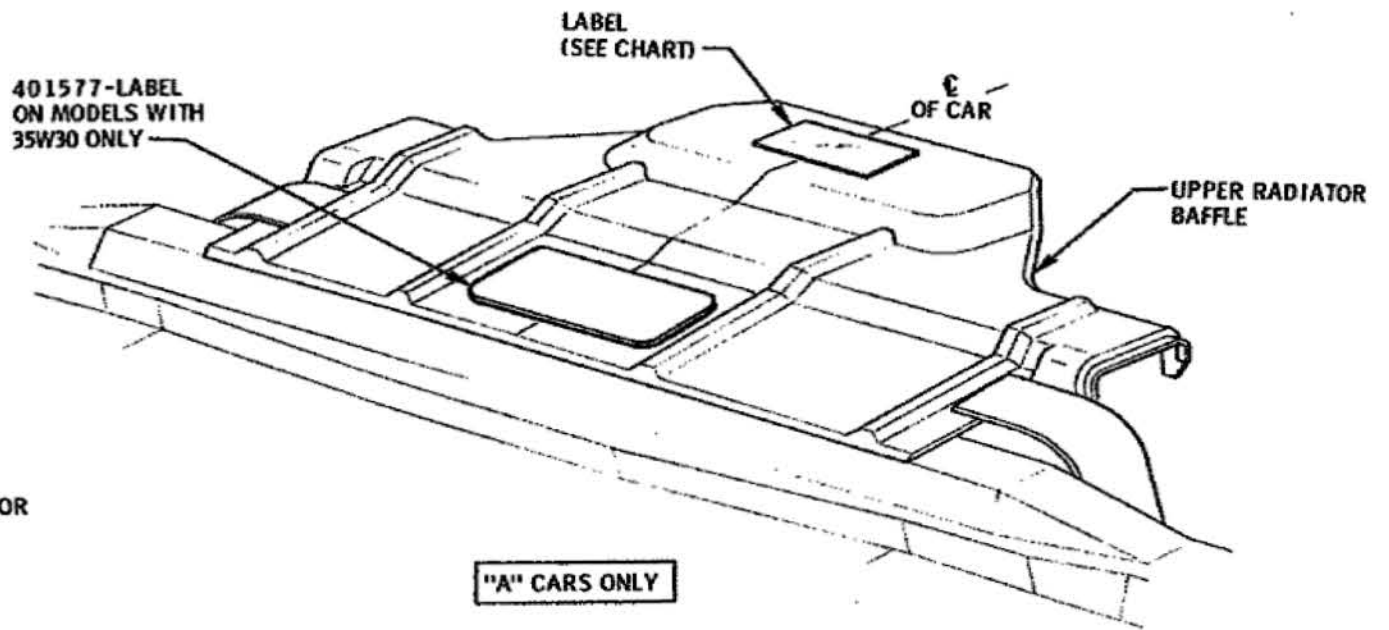 LABEL
(SEE CHART)
401577-LABEL
ON MODELS WITH
35W30 ONLY
℄
OF CAR
UPPER RADIATOR
BAFFLE
OR
"A" CARS ONLY